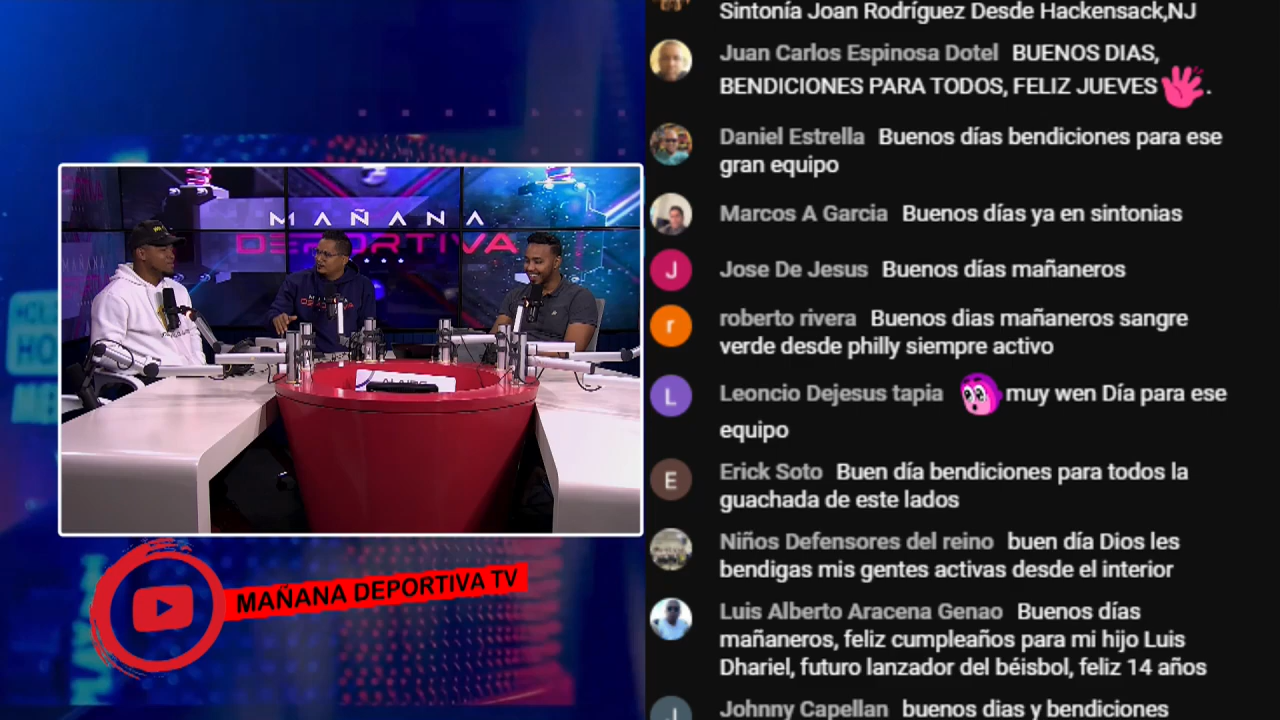 MAÑANA
DEPORTIVA
MAÑANA DEPORTIVA TV
Sintonía Joan Rodríguez Desde Hackensack,NJ
Juan Carlos Espinosa Dotel BUENOS DIAS,
BENDICIONES PARA TODOS, FELIZ JUEVES .
Daniel Estrella Buenos días bendiciones para ese
gran equipo
Marcos A Garcia Buenos días ya en sintonias
J
Jose De Jesus Buenos días mañaneros
r
roberto rivera Buenos dias mañaneros sangre
verde desde philly siempre activo
L
Leoncio Dejesus tapia muy wen Día para ese
equipo
E
Erick Soto Buen día bendiciones para todos la
guachada de este lados
Niños Defensores del reino buen día Dios les
bendigas mis gentes activas desde el interior
Luis Alberto Aracena Genao Buenos días
mañaneros, feliz cumpleaños para mi hijo Luis
Dhariel, futuro lanzador del béisbol, feliz 14 años
J
Johnny Capellan buenos dias y bendiciones